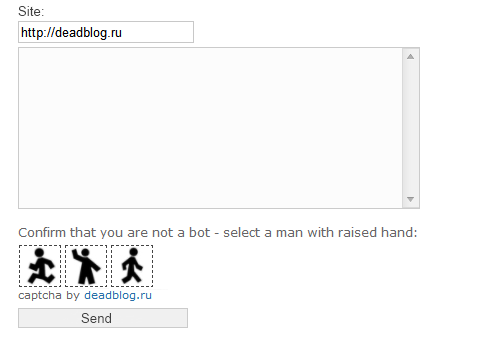 Site:
http://deadblog.ru
Confirm that you are not a bot - select a man with raised hand:
captcha by deadblog.ru
Send